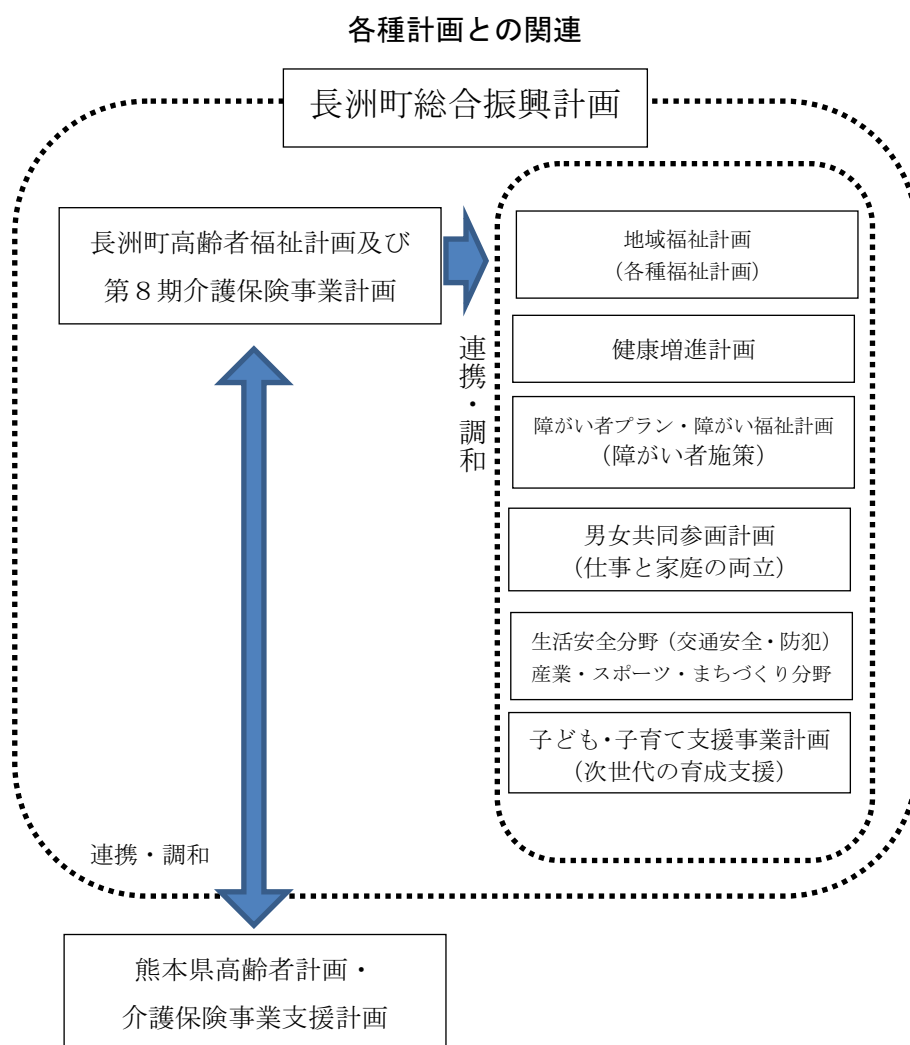 各種計画との関連
長洲町総合振興計画
長洲町高齢者福祉計画及び
第８期介護保険事業計画
連携・調和
地域福祉計画
（各種福祉計画）
健康増進計画
障がい者プラン・障がい福祉計画
（障がい者施策）
男女共同参画計画
（仕事と家庭の両立）
生活安全分野（交通安全・防犯）
産業・スポーツ・まちづくり分野
子ども・子育て支援事業計画
（次世代の育成支援）
連携・調和
熊本県高齢者計画・
介護保険事業支援計画